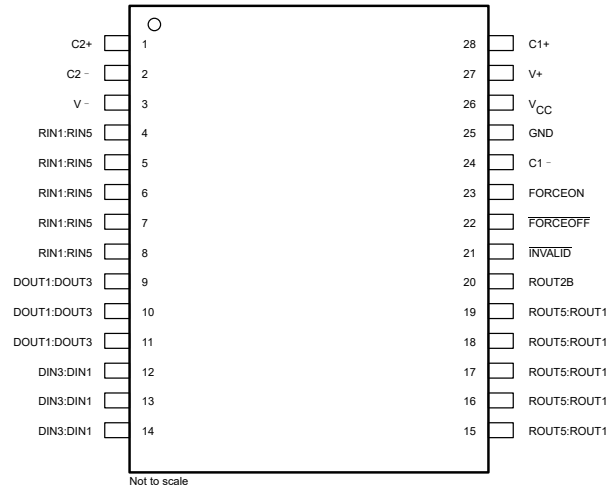 C2+ 1 28 C1+
C2 - 2 27 V+
V - 3 26 VCC
RIN1:RIN5 4 25 GND
RIN1:RIN5 5 24 C1 -
RIN1:RIN5 6 23 FORCEON
RIN1:RIN5 7 22 FORCEOFF
RIN1:RIN5 8 21 INVALID
DOUT1:DOUT3 9 20 ROUT2B
DOUT1:DOUT3 10 19 ROUT5:ROUT1
DOUT1:DOUT3 11 18 ROUT5:ROUT1
DIN3:DIN1 12 17 ROUT5:ROUT1
DIN3:DIN1 13 16 ROUT5:ROUT1
DIN3:DIN1 14 15 ROUT5:ROUT1
Not to scale